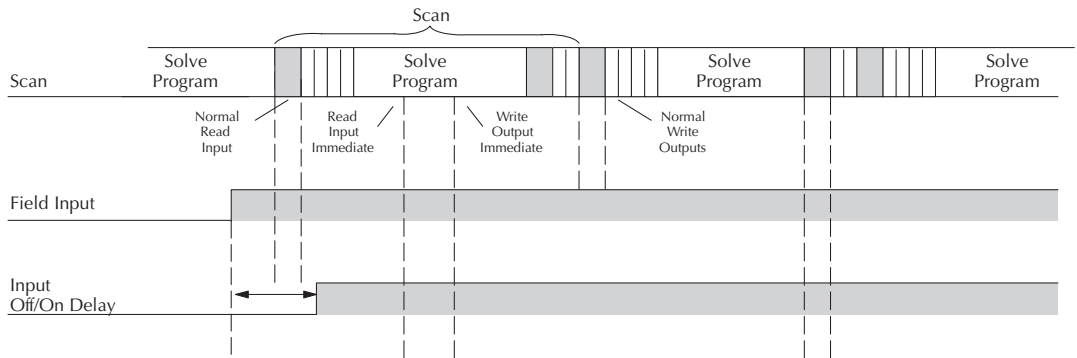 Scan
Solve
Program
Solve
Program
Solve
Program
Solve
Program
Scan
Normal
Read
Input
Read
Input
Immediate
Write
Output
Immediate
Normal
Write
Outputs
Field Input
Input
Off/On Delay